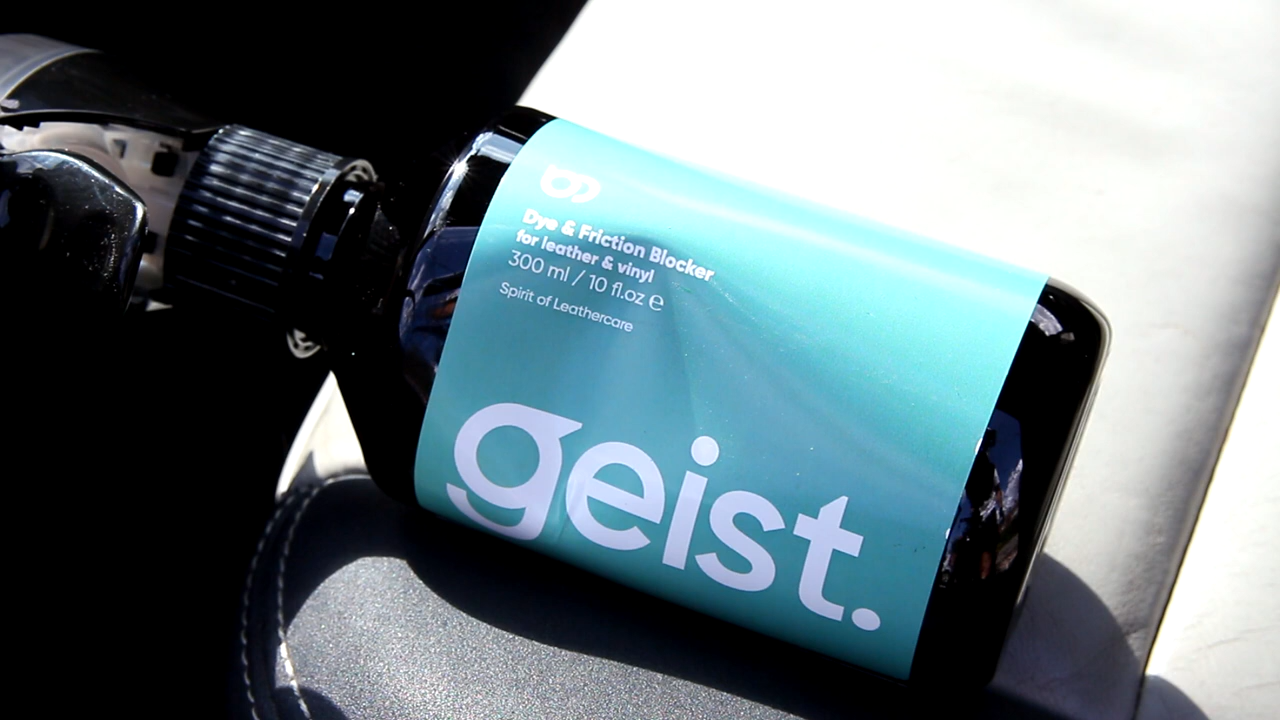 Dye & Friction Blocker
for leather & vinyl
300 ml / 10 fl.oz ℮
Spirit of Leathercare
geist.